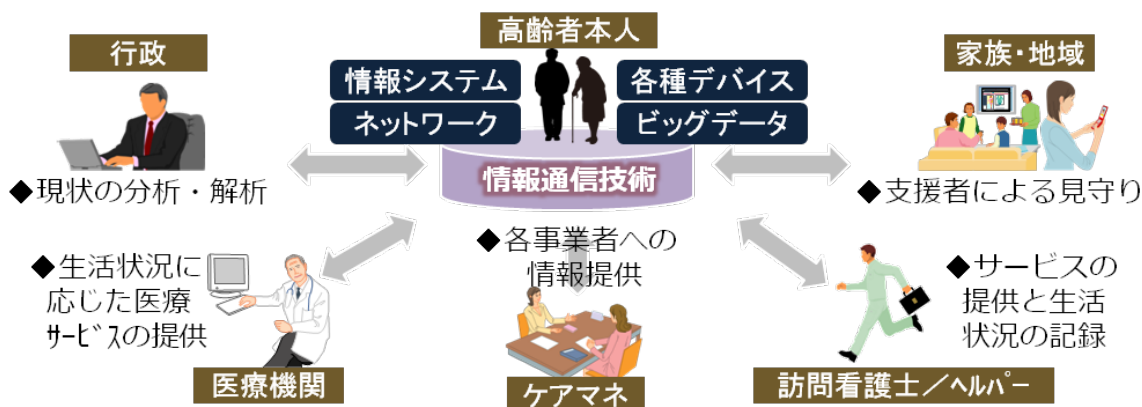 高齢者本人
行政
家族・地域
情報システム
各種デバイス
ネットワーク
ビッグデータ
情報通信技術
◆現状の分析・解析
◆支援者による見守り
◆生活状況に
応じた医療
ｻｰﾋﾞｽの提供
◆各事業者への
情報提供
◆サービスの
提供と生活
状況の記録
医療機関
ケアマネ
訪問看護士／ﾍﾙﾊﾟｰ